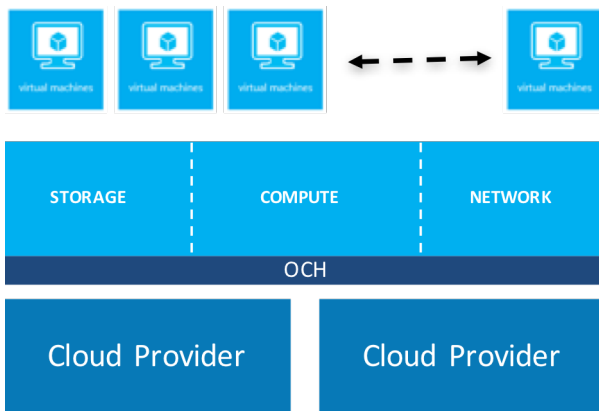 virtual machines
virtual machines
virtual machines
virtual machines
STORAGE
COMPUTE
NETWORK
OCH
Cloud Provider
Cloud Provider